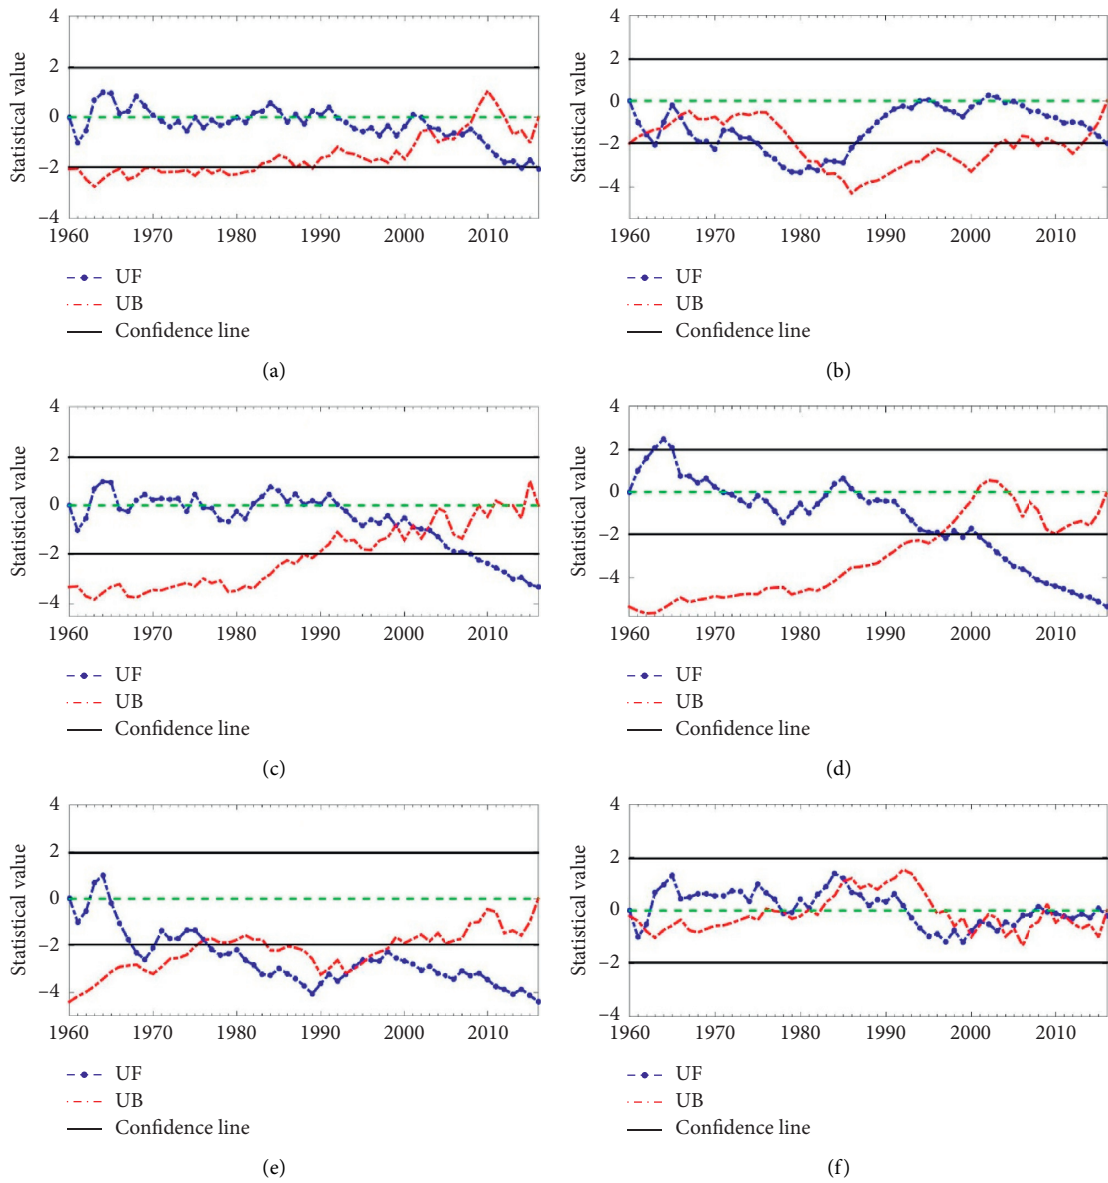 4
2
0
−2
−4
Statistical value
1960 1970 1980 1990 2000 2010
UF
UB
Confidence line
(a)
4
2
0
−2
−4
Statistical value
1960 1970 1980 1990 2000 2010
UF
UB
Confidence line
(b)
4
2
0
−2
−4
Statistical value
1960 1970 1980 1990 2000 2010
UF
UB
Confidence line
(c)
4
2
0
−2
−4
Statistical value
1960 1970 1980 1990 2000 2010
UF
UB
Confidence line
(d)
4
2
0
−2
−4
Statistical value
1960 1970 1980 1990 2000 2010
UF
UB
Confidence line
(e)
4
2
0
−2
−4
Statistical value
1960 1970 1980 1990 2000 2010
UF
UB
Confidence line
(f)